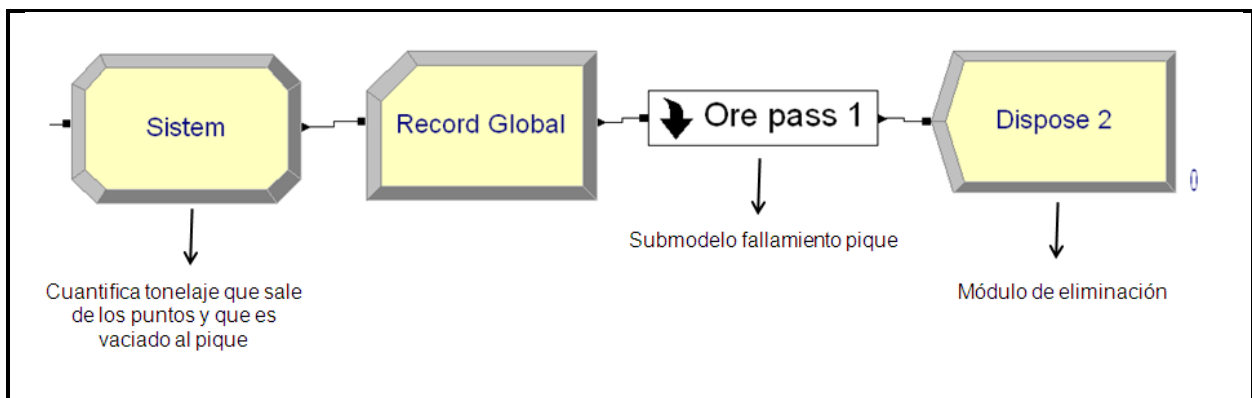 Sistem
Record Global
Ore pass 1
Dispose 2
0
Cuantifica tonelaje que sale
de los puntos y que es
vaciado al pique
Submodelo fallamiento pique
Módulo de eliminación